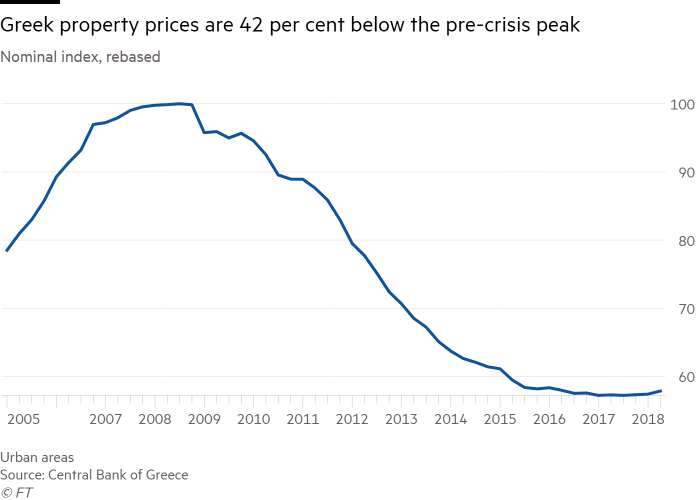 Greek property prices are 42 per cent below the pre-crisis peak
Nominal index, rebased
100
90
80
70
60
2005 2007 2008 2009 2010 2011 2012 2013 2014 2015 2016 2017 2018
Urban areas
Source: Central Bank of Greece
© FT